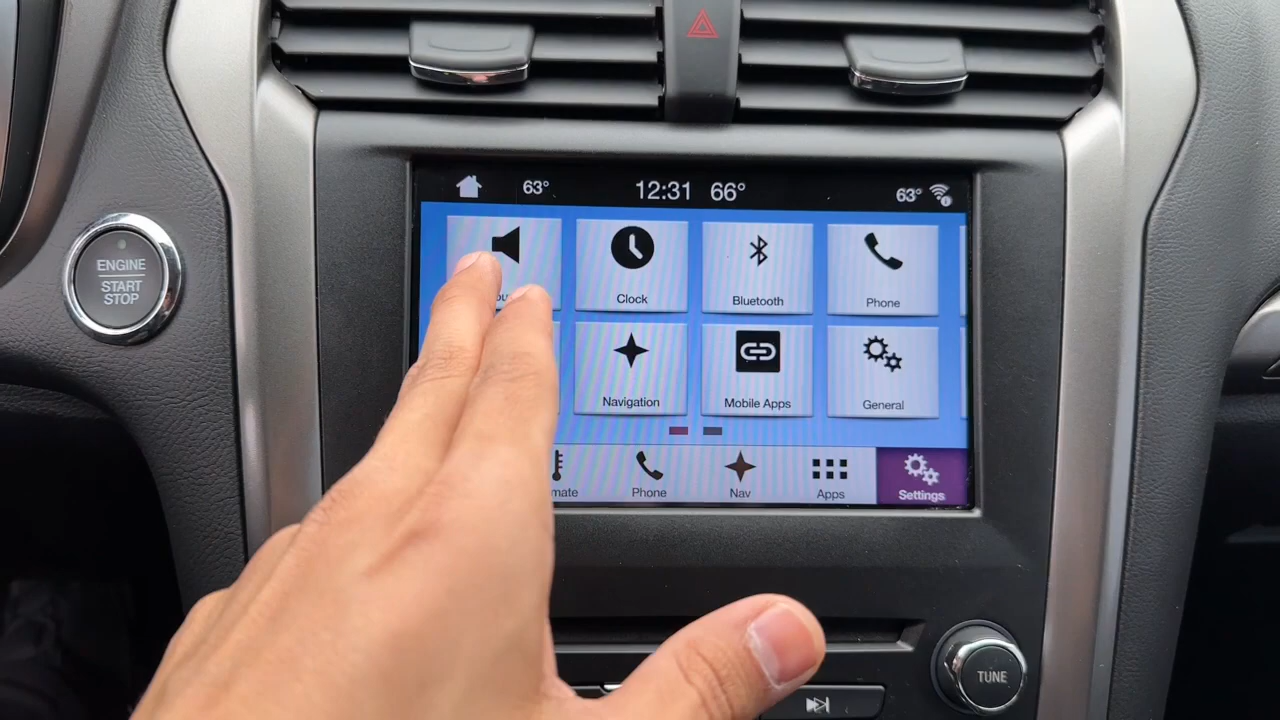 63° 12:31 66° 63°
ENGINE
START
STOP
Clock
Bluetooth
Phone
Navigation
Mobile Apps
General
Phone
Nav
Apps
Settings
TUNE